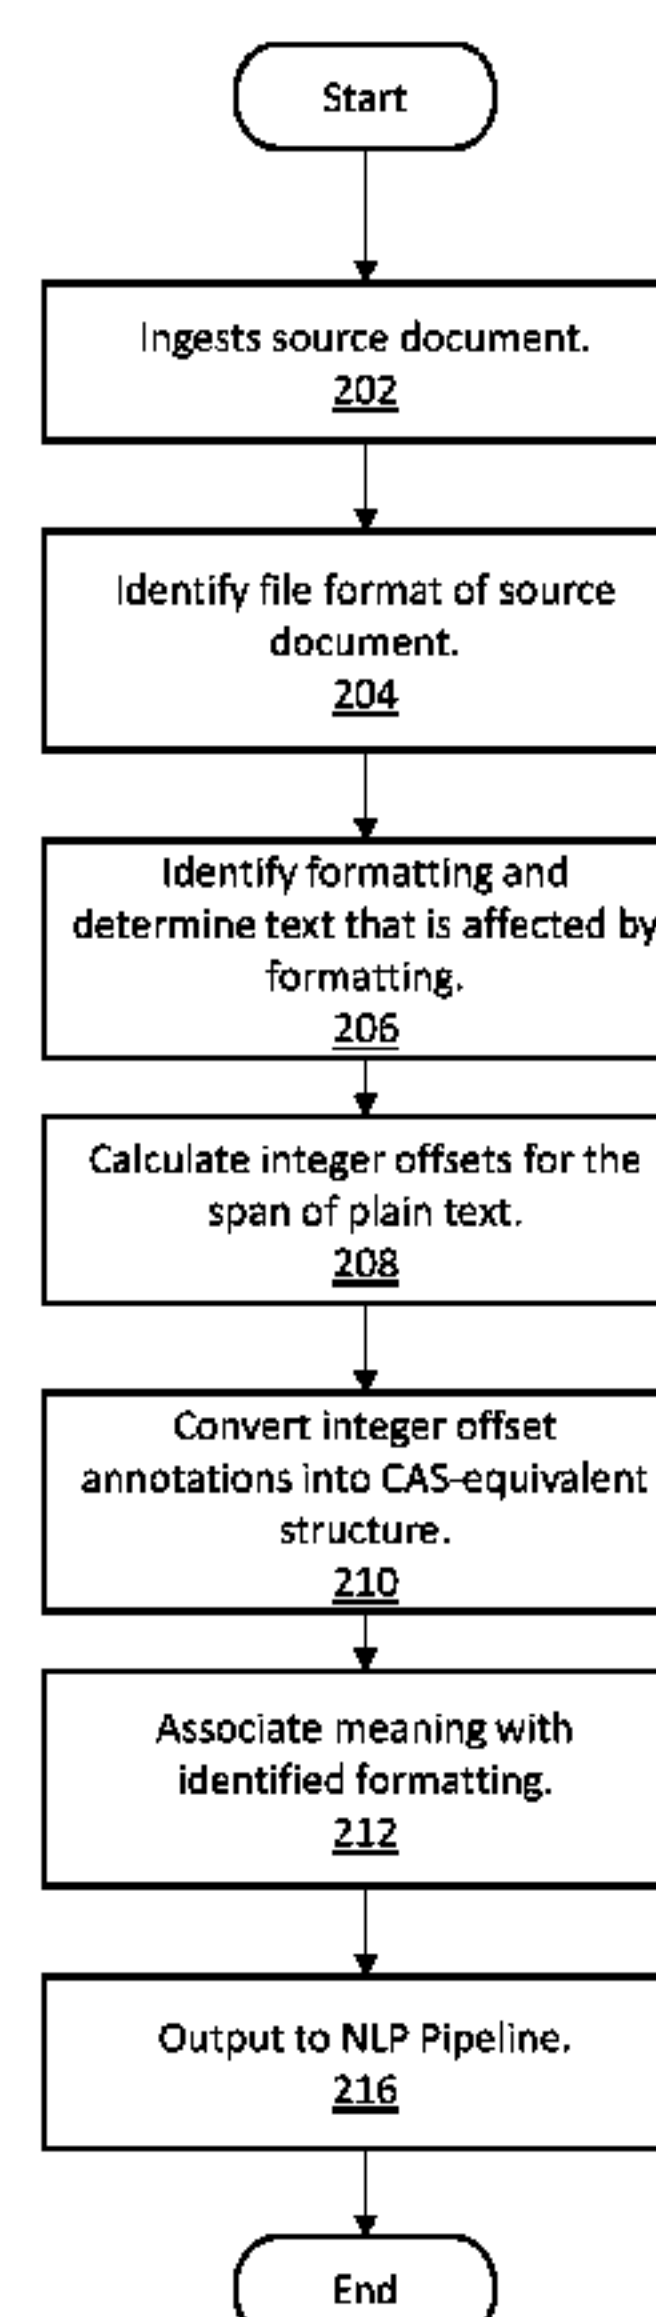 Start
Ingests source document.
202
Identify file format of source
document.
204
Identify formatting and
determine text that is affected by
formatting.
206
Calculate integer offsets for the
span of plain text.
208
Convert integer offset
annotations into CAS-equivalent
structure.
210
Associate meaning with
identified formatting.
212
Output to NLP Pipeline.
216
End